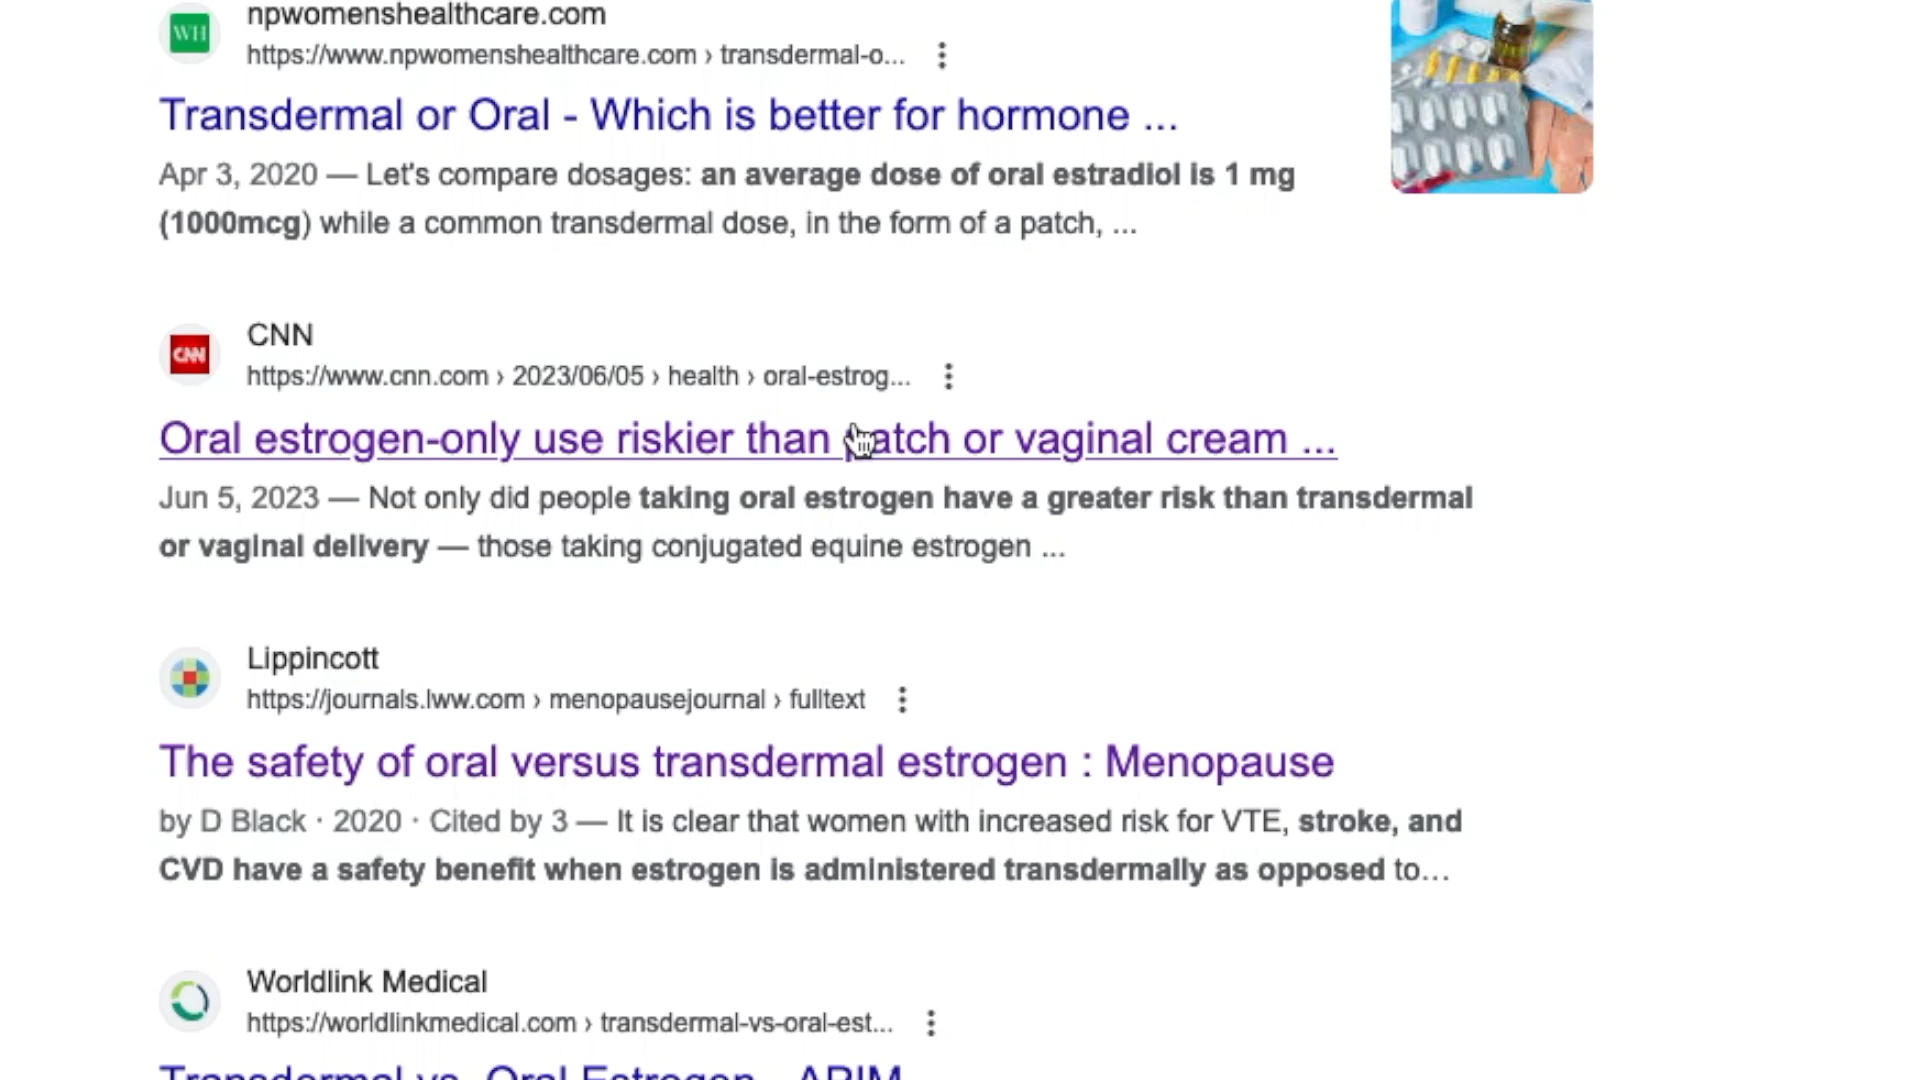 npwomenshealthcare.com
WH
https://www.npwomenshealthcare.com › transdermal-o...
Transdermal or Oral - Which is better for hormone ...
Apr 3, 2020 — Let's compare dosages: an average dose of oral estradiol is 1 mg
(1000mcg) while a common transdermal dose, in the form of a patch, ...
CNN
CNN
https://www.cnn.com › 2023/06/05 › health › oral-estrog...
Oral estrogen-only use riskier than patch or vaginal cream ...
Jun 5, 2023 — Not only did people taking oral estrogen have a greater risk than transdermal
or vaginal delivery — those taking conjugated equine estrogen ...
Lippincott
https://journals.lww.com › menopausejournal › fulltext
The safety of oral versus transdermal estrogen : Menopause
by D Black · 2020 · Cited by 3 — It is clear that women with increased risk for VTE, stroke, and
CVD have a safety benefit when estrogen is administered transdermally as opposed to...
Worldlink Medical
https://worldlinkmedical.com › transdermal-vs-oral-est...
Transdermal vs. Oral Estrogen - ARIM